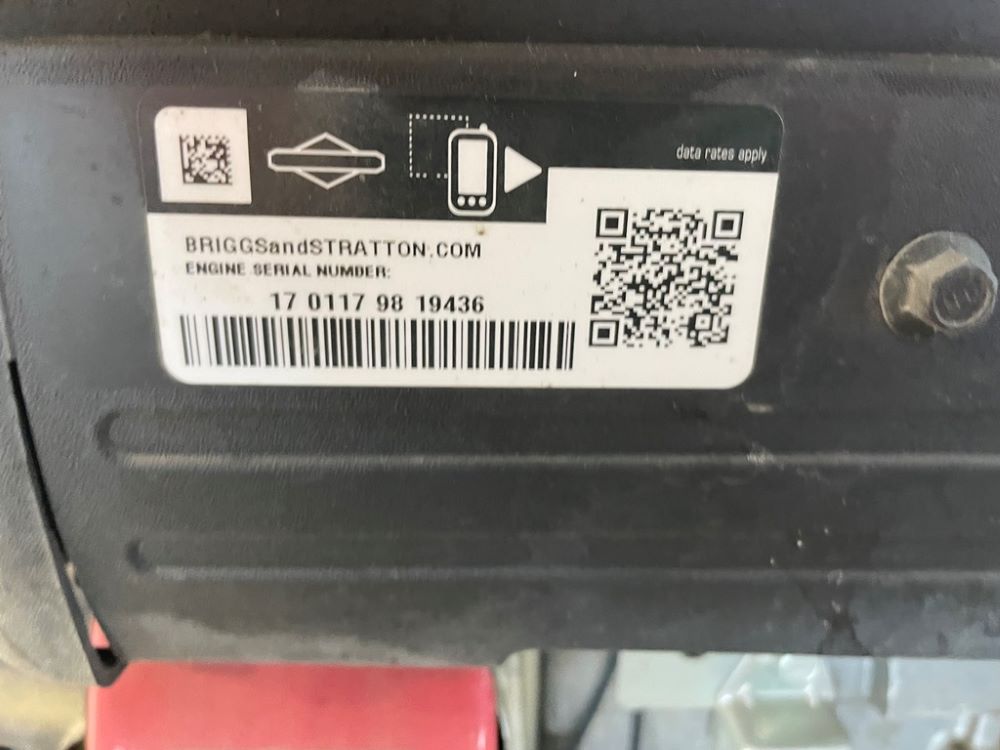 data rates apply
BRIGGSandSTRATTON.COM
ENGINE SERIAL NUMBER:
17 0117 98 19436